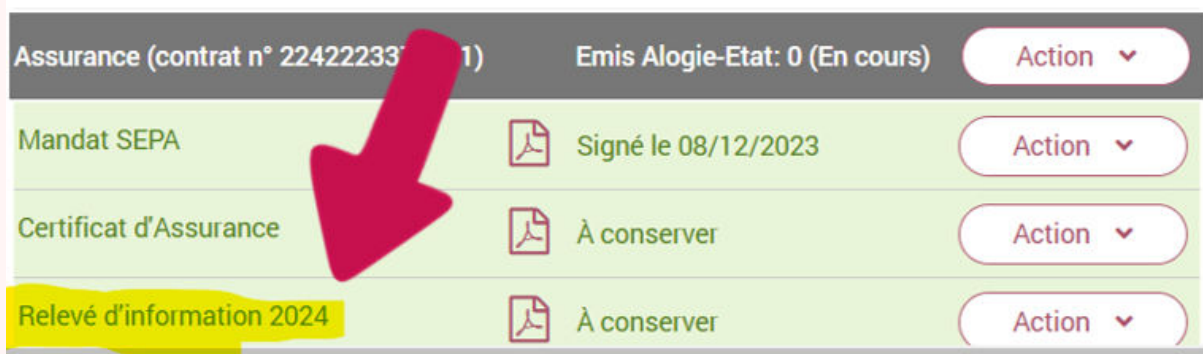 Assurance (contrat n° 22422233 1) Emis Alogie-Etat: 0 (En cours) Action
Mandat SEPA Signé le 08/12/2023 Action
Certificat d'Assurance À conserver Action
Relevé d'information 2024 À conserver Action